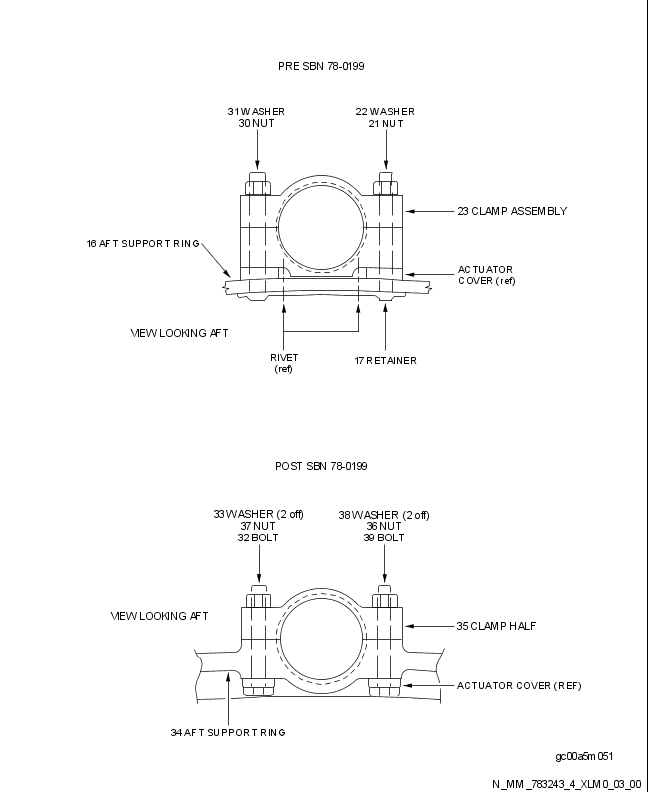 PRE SBN 78-0199
31 WASHER
30 NUT
22 WASHER
21 NUT
23 CLAMP ASSEMBLY
16 AFT SUPPORT RING
ACTUATOR
COVER (ref)
VIEW LOOKING AFT
RIVET
(ref)
17 RETAINER
POST SBN 78-0199
33 WASHER (2 off)
37 NUT
32 BOLT
38 WASHER (2 off)
36 NUT
39 BOLT
VIEW LOOKING AFT
35 CLAMP HALF
ACTUATOR COVER (REF)
34 AFT SUPPORT RING
gc00a5m051
N_MM_783243_4_XLM0_03_00